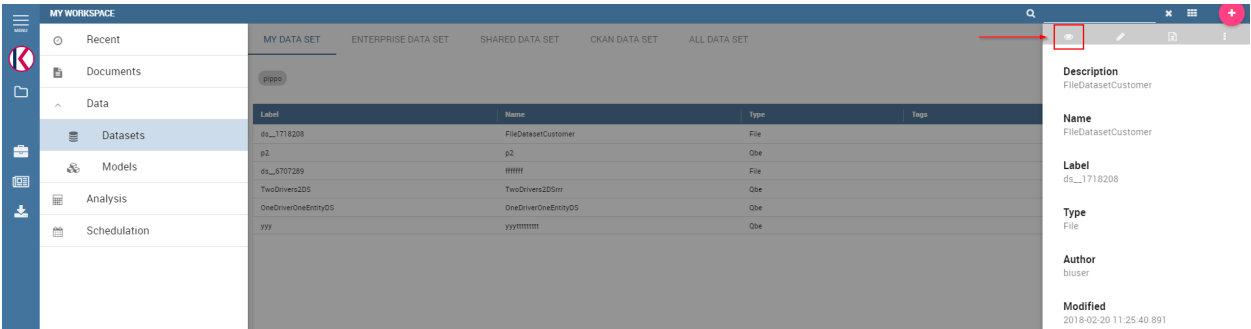 MY WORKSPACE
MENU
Recent
Documents
Data
Datasets
Models
Analysis
Schedulation
MY DATA SET ENTERPRISE DATA SET SHARED DATA SET CKAN DATA SET ALL DATA SET
pippo
Label Name Type Tags
ds__1718208 FileDatasetCustomer File
p2 p2 Qbe
ds__6707289 fffffff File
TwoDrivers2DS TwoDrivers2DSrrr Qbe
OneDriverOneEntityDS OneDriverOneEntityDS Qbe
yyy yyyttttttttt Qbe
Description
FIleDatasetCustomer
Name
FileDatasetCustomer
Label
ds__1718208
Type
File
Author
biuser
Modified
2018-02-20 11:25:40.891